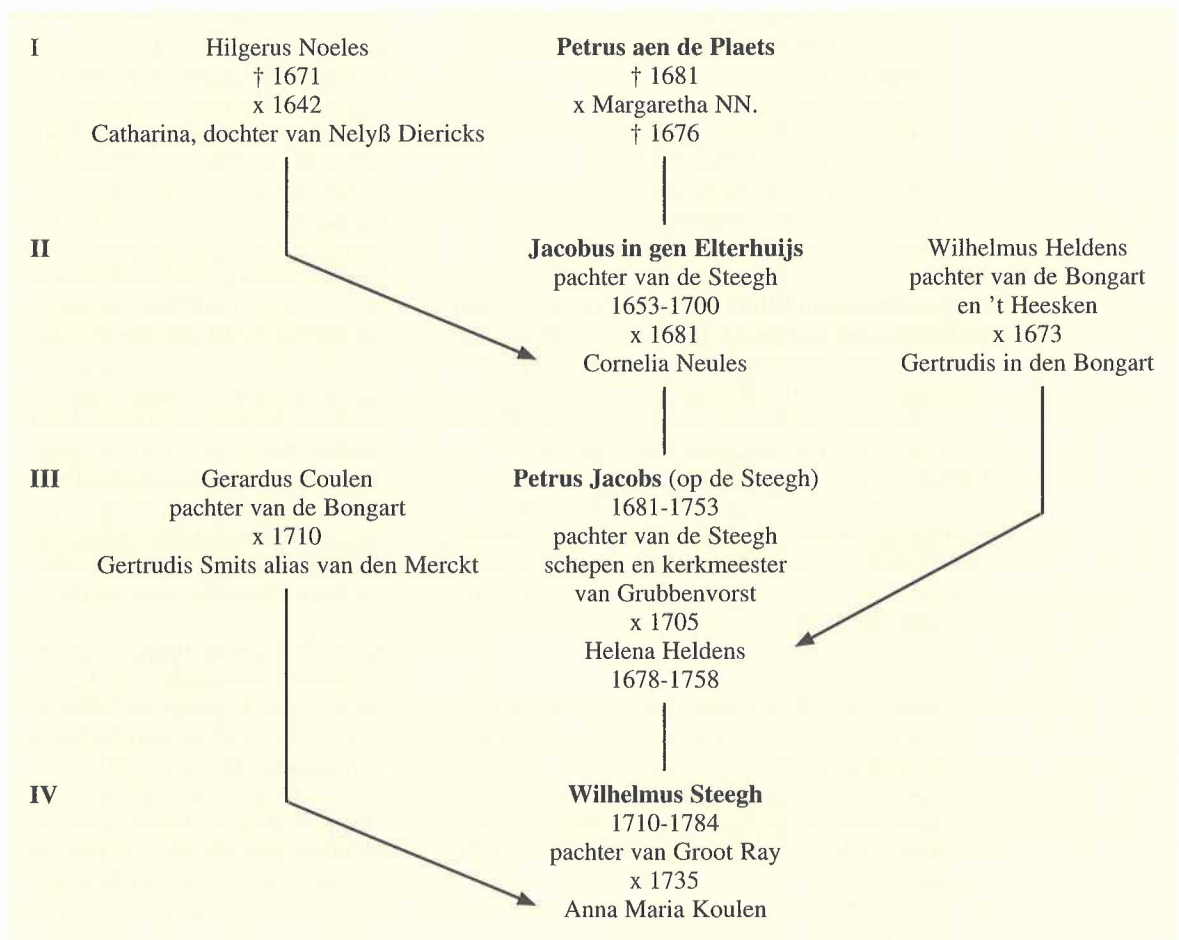 I
Hilgerus Noeles
† 1671
x 1642
Catharina, dochter van Nelyß Diericks
Petrus aen de Plaets
† 1681
x Margaretha NN.
† 1676
II
Jacobus in gen Elterhuijs
pachter van de Steegh
1653-1700
x 1681
Cornelia Neules
Wilhelmus Heldens
pachter van de Bongart
en ’t Heesken
x 1673
Gertrudis in den Bongart
III
Gerardus Coulen
pachter van de Bongart
x 1710
Gertrudis Smits alias van den Merckt
Petrus Jacobs (op de Steegh)
1681-1753
pachter van de Steegh
schepen en kerkmeester
van Grubbenvorst
x 1705
Helena Heldens
1678-1758
IV
Wilhelmus Steegh
1710-1784
pachter van Groot Ray
x 1735
Anna Maria Koulen